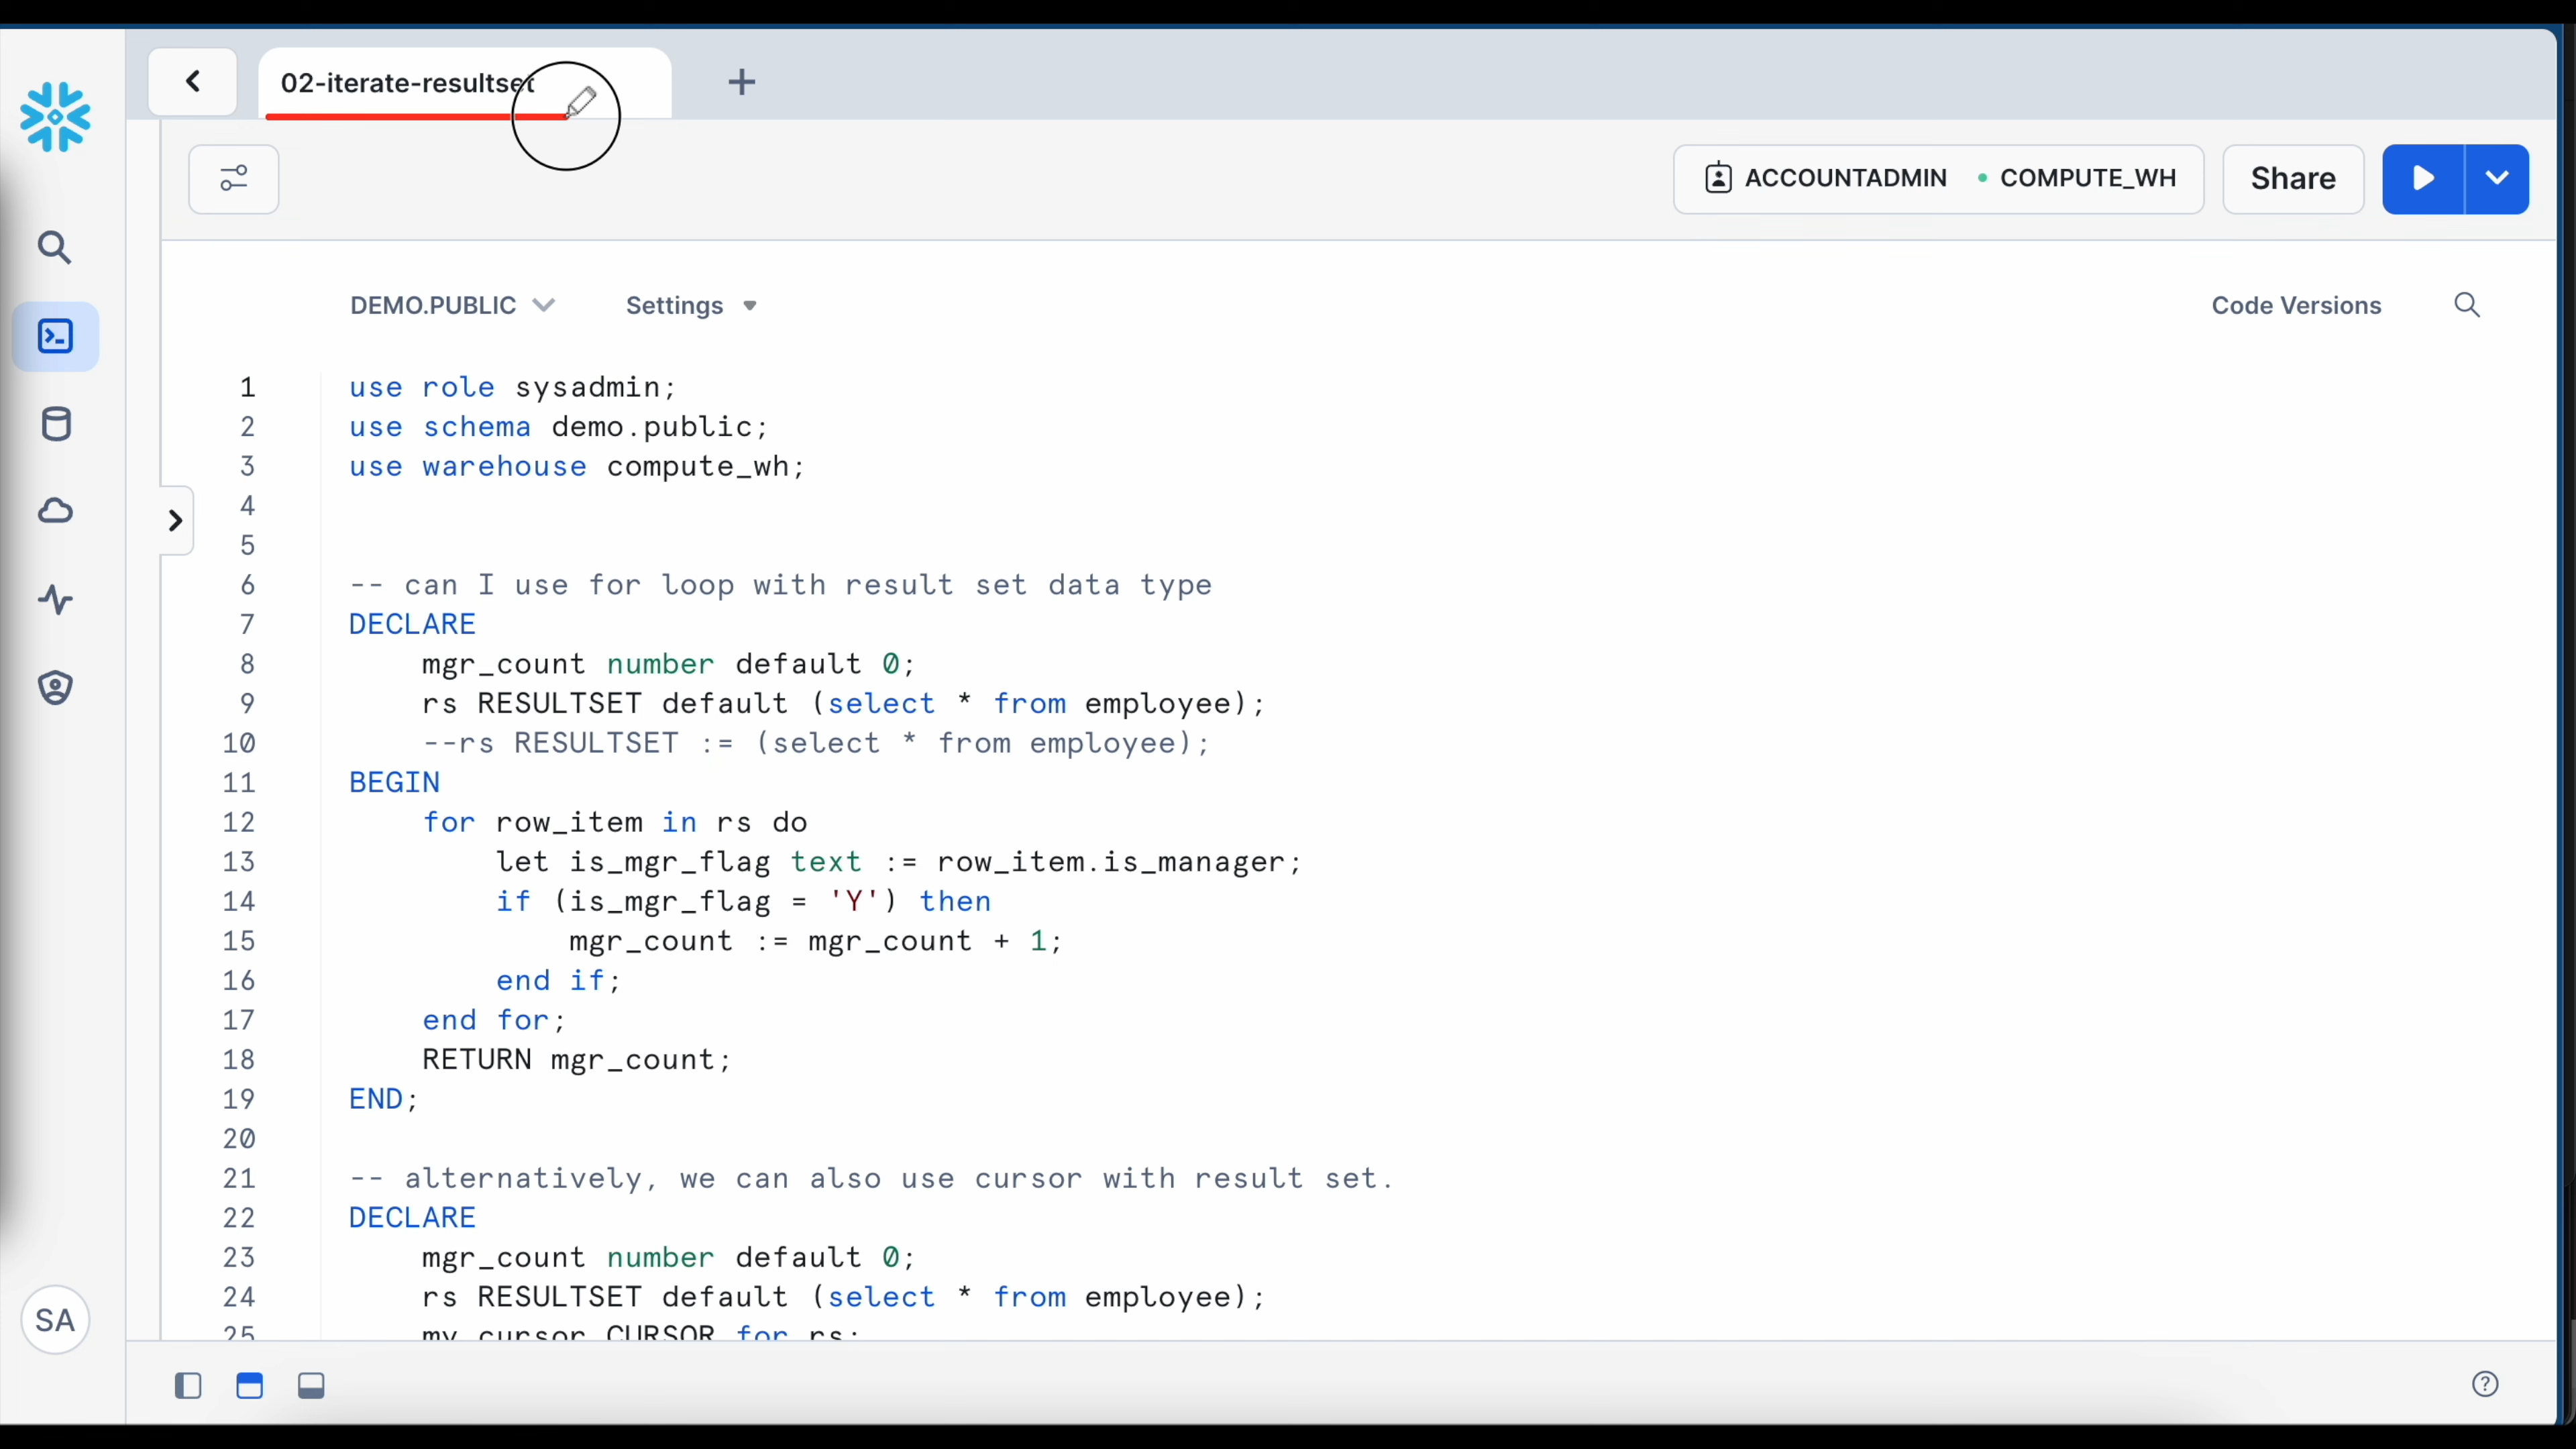 02-iterate-resultset
ACCOUNTADMIN COMPUTE_WH
Share
DEMO.PUBLIC
Settings
Code Versions
1 use role sysadmin;
2 use schema demo.public;
3 use warehouse compute_wh;
4
5
6 -- can I use for loop with result set data type
7 DECLARE
8 mgr_count number default 0;
9 rs RESULTSET default (select * from employee);
10 --rs RESULTSET := (select * from employee);
11 BEGIN
12 for row_item in rs do
13 let is_mgr_flag text := row_item.is_manager;
14 if (is_mgr_flag = 'Y') then
15 mgr_count := mgr_count + 1;
16 end if;
17 end for;
18 RETURN mgr_count;
19 END;
20
21 -- alternatively, we can also use cursor with result set.
22 DECLARE
23 mgr_count number default 0;
24 rs RESULTSET default (select * from employee);
25 my_cursor CURSOR for rs;
SA